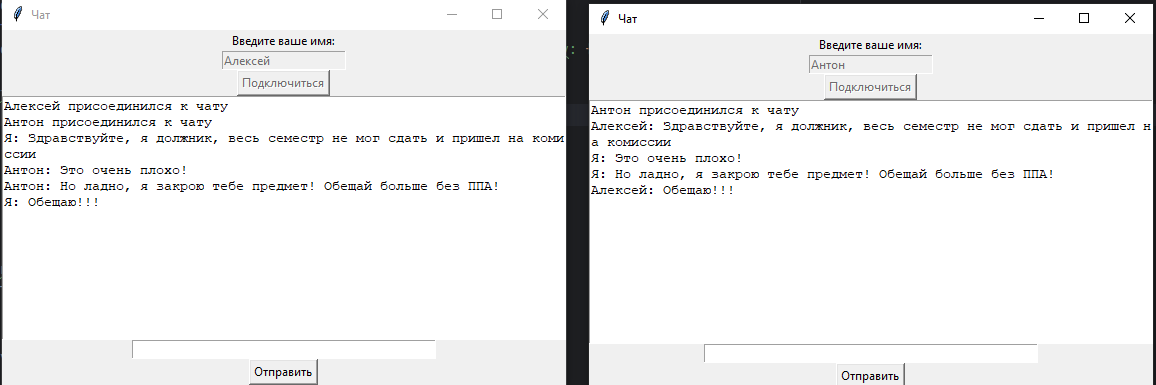 Чат
Введите ваше имя:
Алексей
Подключиться
Алексей присоединился к чату
Антон присоединился к чату
Я: Здравствуйте, я должник, весь семестр не мог сдать и пришел на коми
ссии
Антон: Это очень плохо!
Антон: Но ладно, я закрою тебе предмет! Обещай больше без ППА!
Я: Обещаю!!!
Отправить
Чат
Введите ваше имя:
Антон
Подключиться
Антон присоединился к чату
Алексей: Здравствуйте, я должник, весь семестр не мог сдать и пришел н
а комиссии
Я: Это очень плохо!
Я: Но ладно, я закрою тебе предмет! Обещай больше без ППА!
Алексей: Обещаю!!!
Отправить